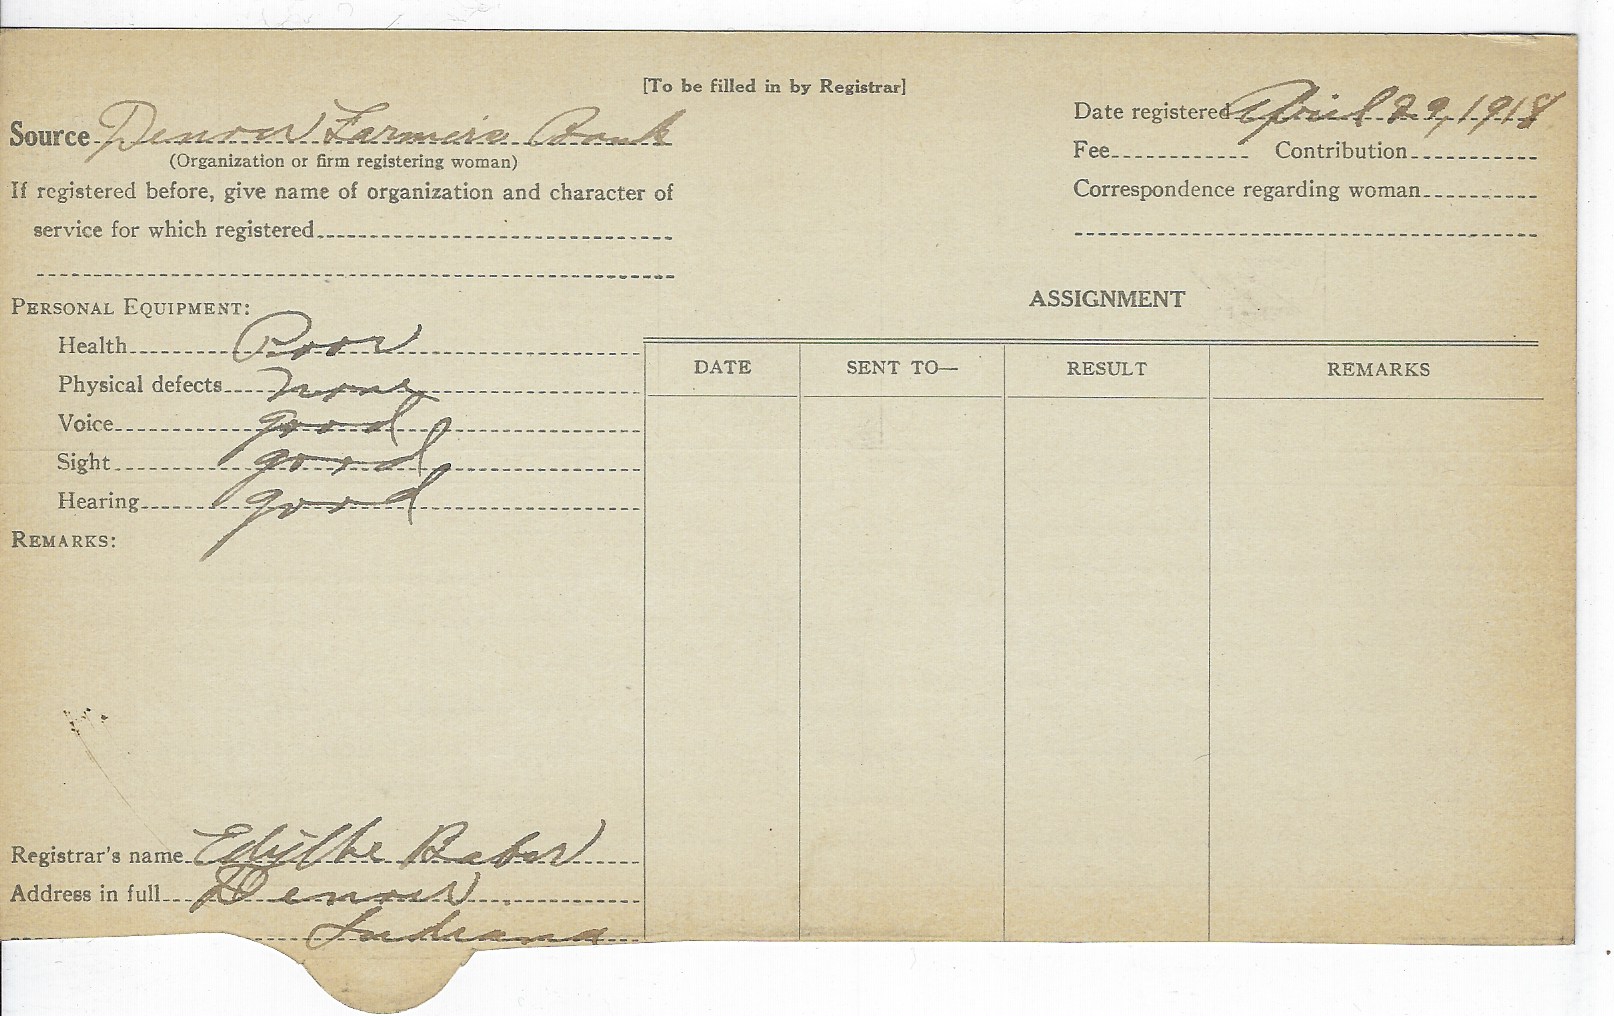 [To be filled in by Registrar]
Source Denver Farmers Bank
(Organization or firm registering woman)
If registered before, give name of organization and character of
service for which registered
Date registered April 29, 1918
Fee Contribution
Correspondence regarding woman
PERSONAL EQUIPMENT:
Health Poor
Physical defects none
Voice good
Sight good
Hearing good
REMARKS:
Registrar's name Edythe Baber
Address in full Denver
Indiana
ASSIGNMENT
DATE SENT TO— RESULT REMARKS